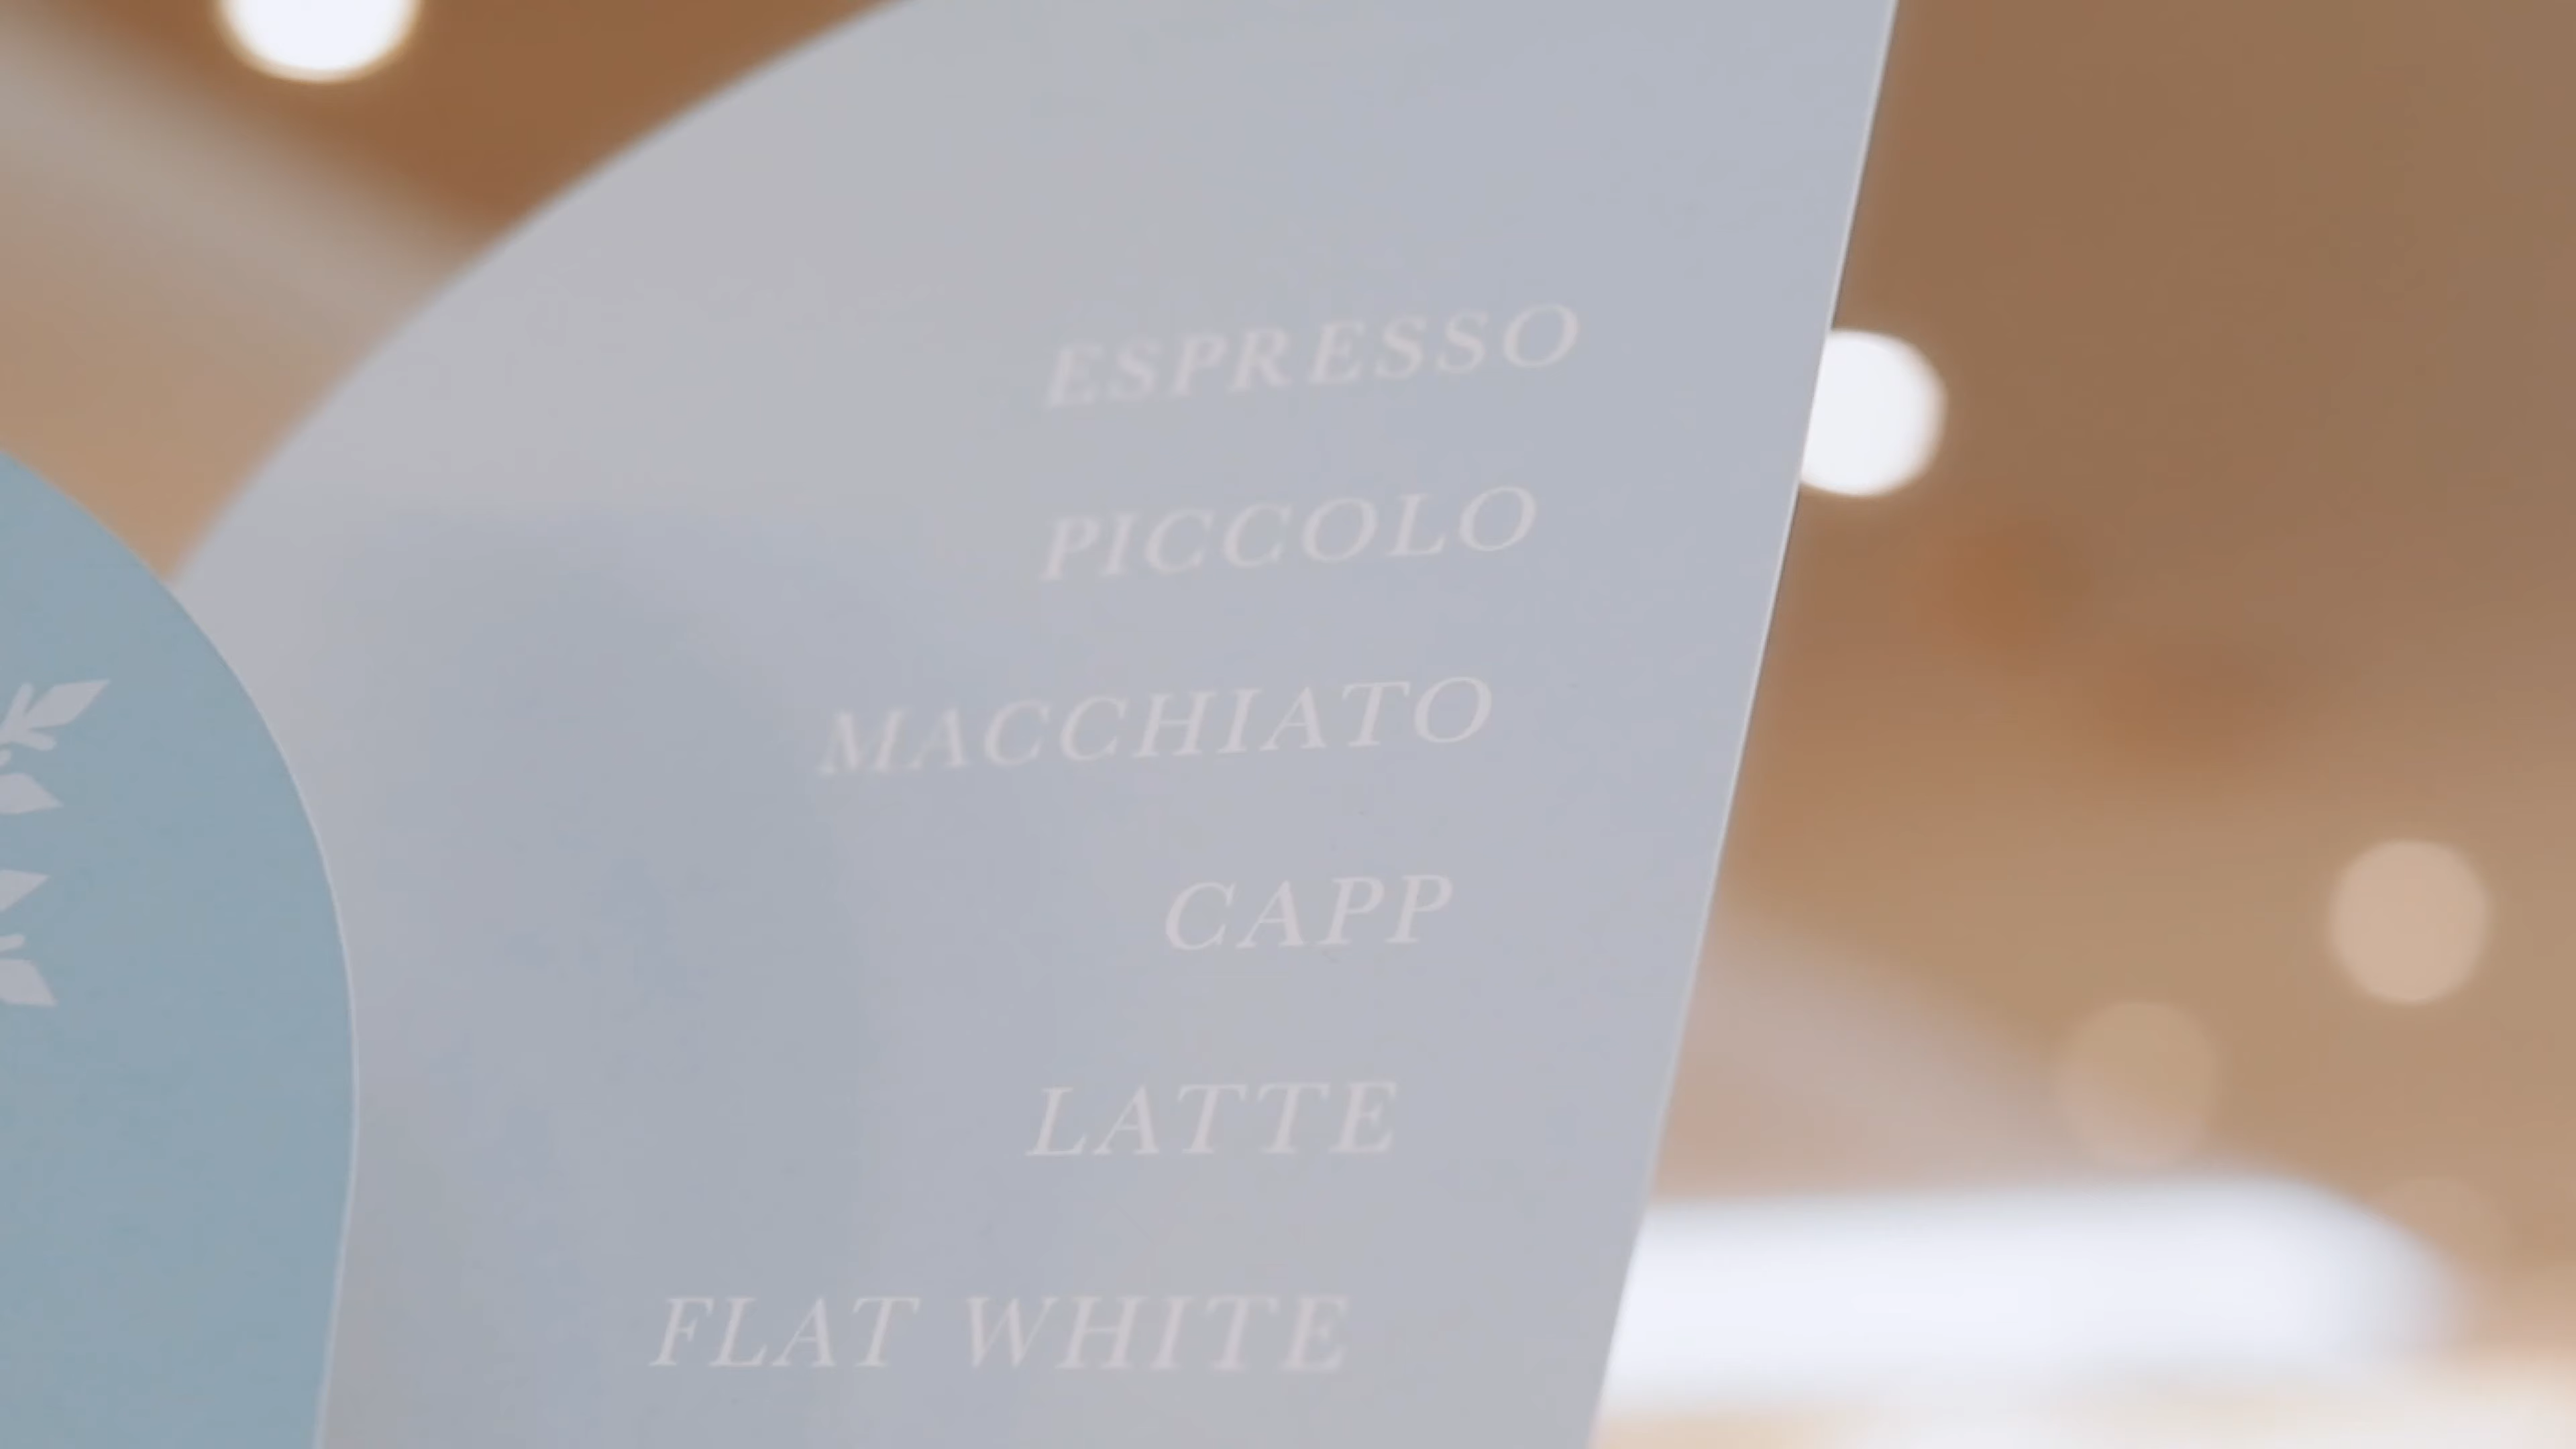 ESPRESSO
PICCOLO
MACCHIATO
CAPP
LATTE
FLAT WHITE